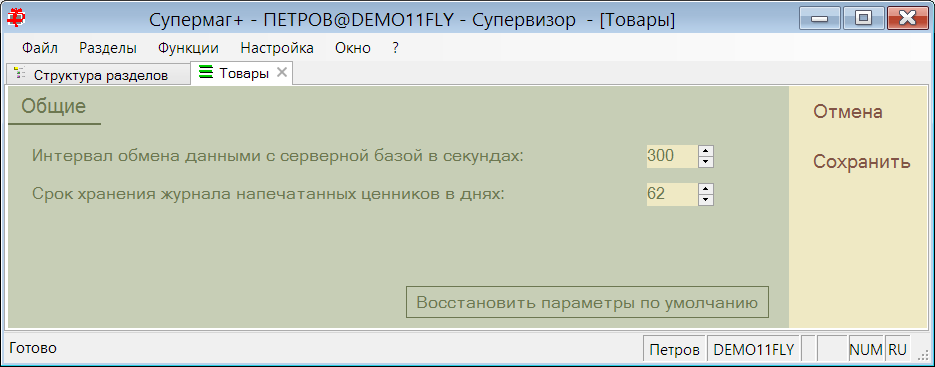 Супермаг+ - ПЕТРОВ@DEMO11FLY - Супервизор - [Товары]
Файл Разделы Функции Настройка Окно ?
Структура разделов Товары
Общие
Отмена
Интервал обмена данными с серверной базой в секундах: 300
Сохранить
Срок хранения журнала напечатанных ценников в днях: 62
Восстановить параметры по умолчанию
Готово Петров DEMO11FLY NUM RU